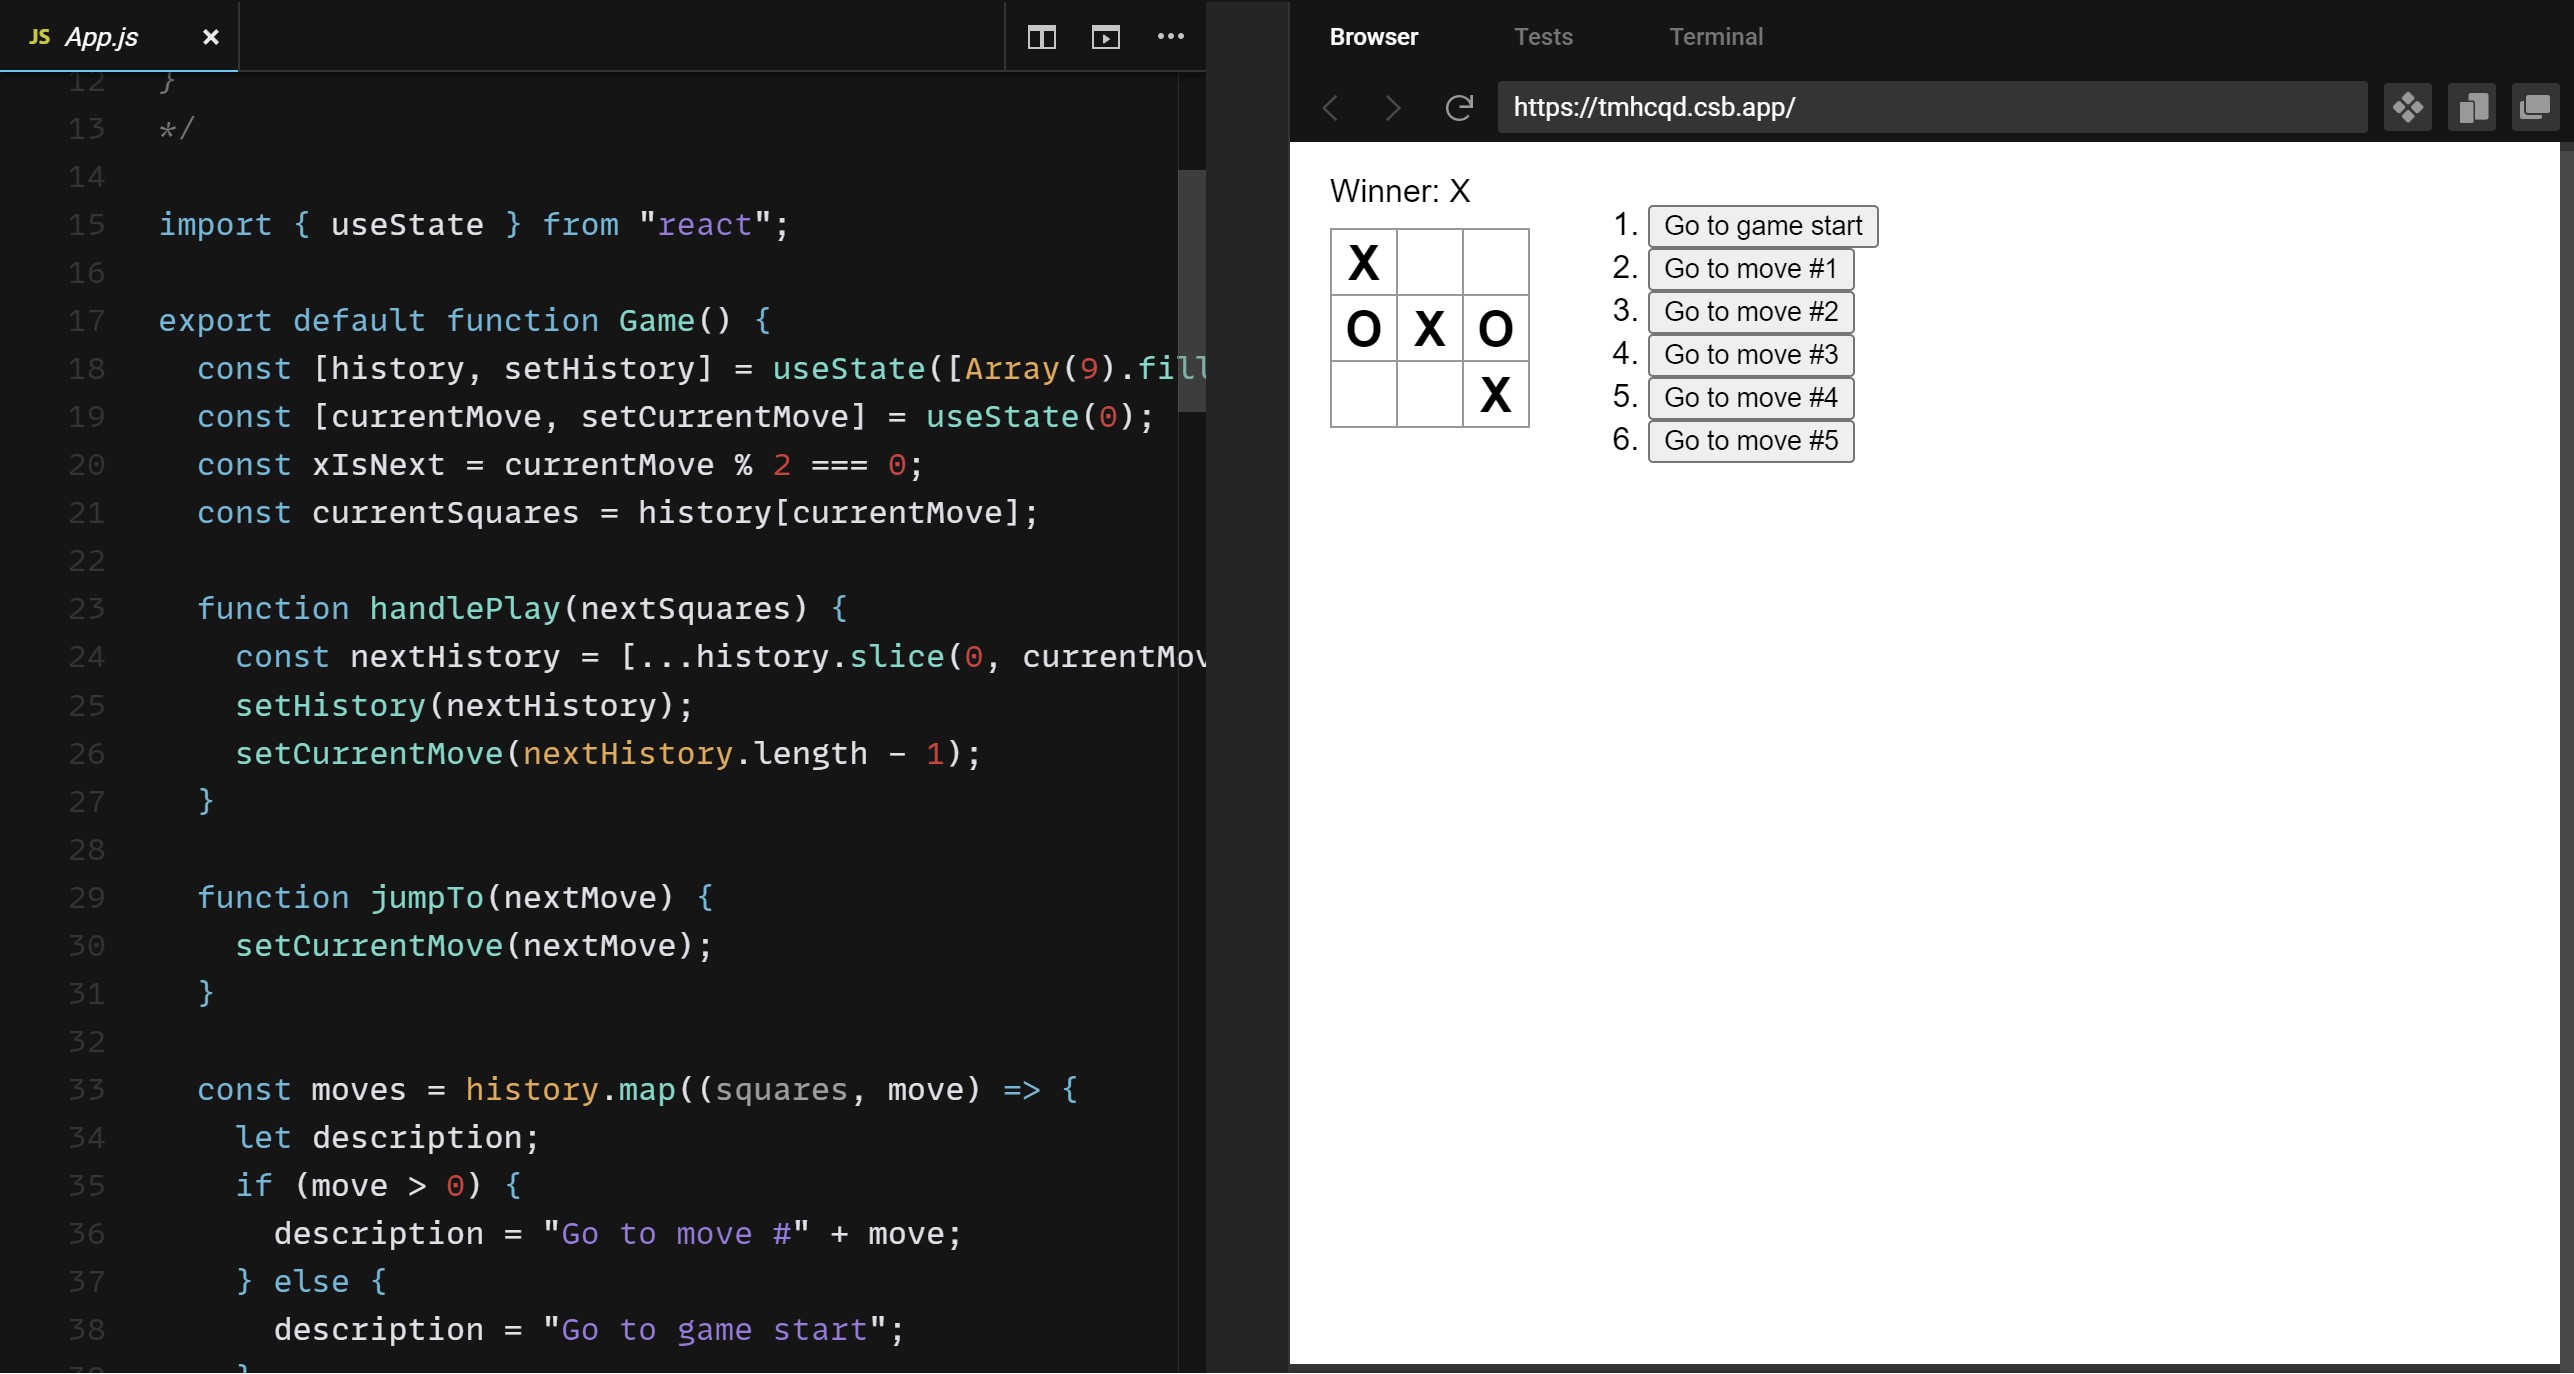 JS App.js ×
12 }
13 */
14
15 import { useState } from "react";
16
17 export default function Game() {
18 const [history, setHistory] = useState([Array(9).fill
19 const [currentMove, setCurrentMove] = useState(0);
20 const xIsNext = currentMove % 2 === 0;
21 const currentSquares = history[currentMove];
22
23 function handlePlay(nextSquares) {
24 const nextHistory = [...history.slice(0, currentMov
25 setHistory(nextHistory);
26 setCurrentMove(nextHistory.length - 1);
27 }
28
29 function jumpTo(nextMove) {
30 setCurrentMove(nextMove);
31 }
32
33 const moves = history.map((squares, move) => {
34 let description;
35 if (move > 0) {
36 description = "Go to move #" + move;
37 } else {
38 description = "Go to game start";
39 }
Browser Tests Terminal
https://tmhcqd.csb.app/
Winner: X
X
O X O
X
1. Go to game start
2. Go to move #1
3. Go to move #2
4. Go to move #3
5. Go to move #4
6. Go to move #5